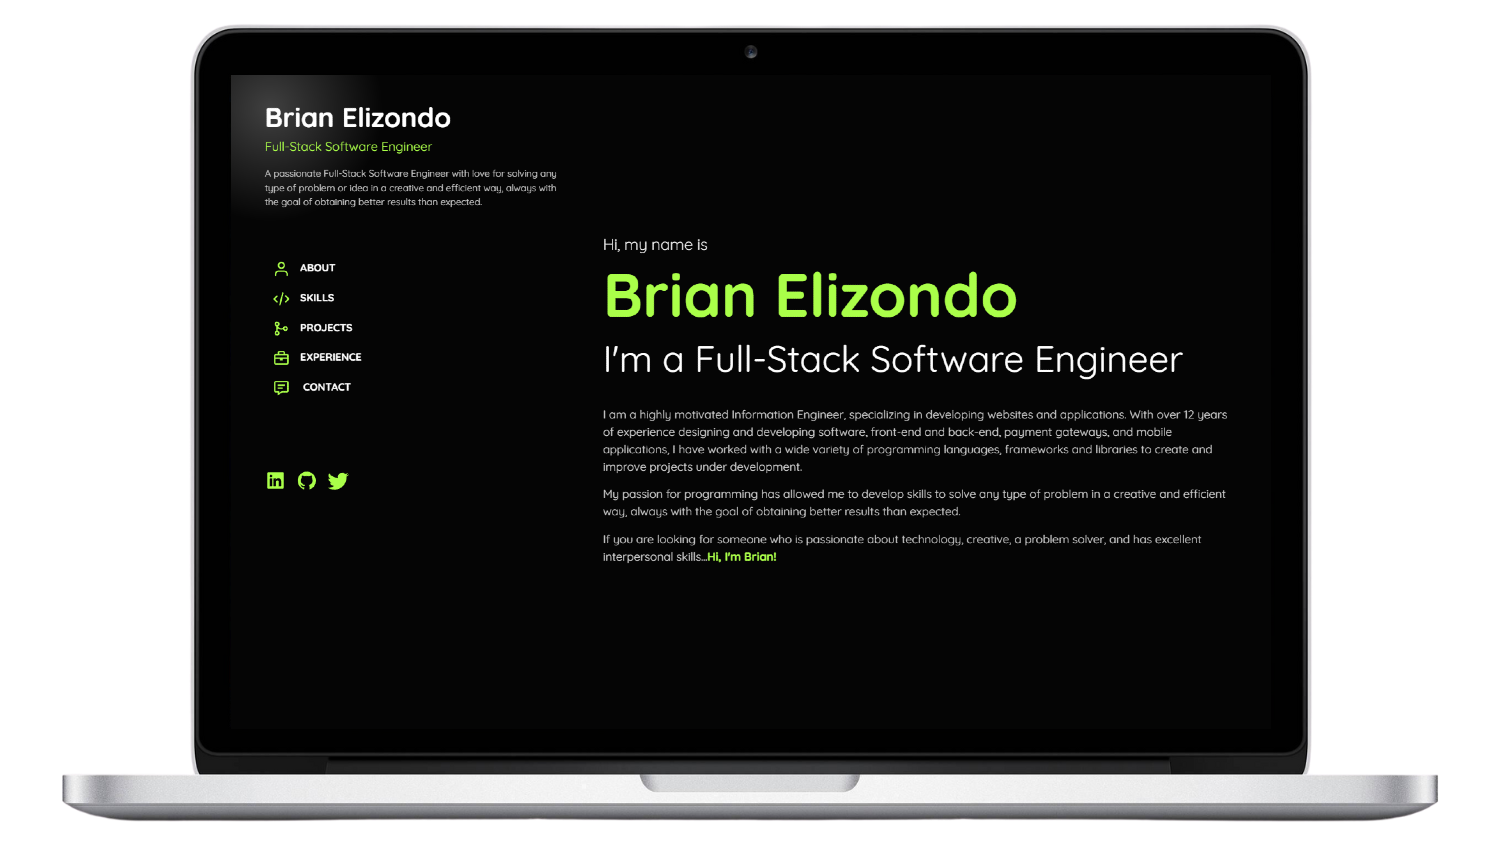 Brian Elizondo
Full-Stack Software Engineer
A passionate Full-Stack Software Engineer with love for solving any
type of problem or idea in a creative and efficient way, always with
the goal of obtaining better results than expected.
ABOUT
SKILLS
PROJECTS
EXPERIENCE
CONTACT
in
Hi, my name is
Brian Elizondo
I'm a Full-Stack Software Engineer
I am a highly motivated Information Engineer, specializing in developing websites and applications. With over 12 years
of experience designing and developing software, front-end and back-end, payment gateways, and mobile
applications, I have worked with a wide variety of programming languages, frameworks and libraries to create and
improve projects under development.
My passion for programming has allowed me to develop skills to solve any type of problem in a creative and efficient
way, always with the goal of obtaining better results than expected.
If you are looking for someone who is passionate about technology, creative, a problem solver, and has excellent
interpersonal skills...Hi, I'm Brian!